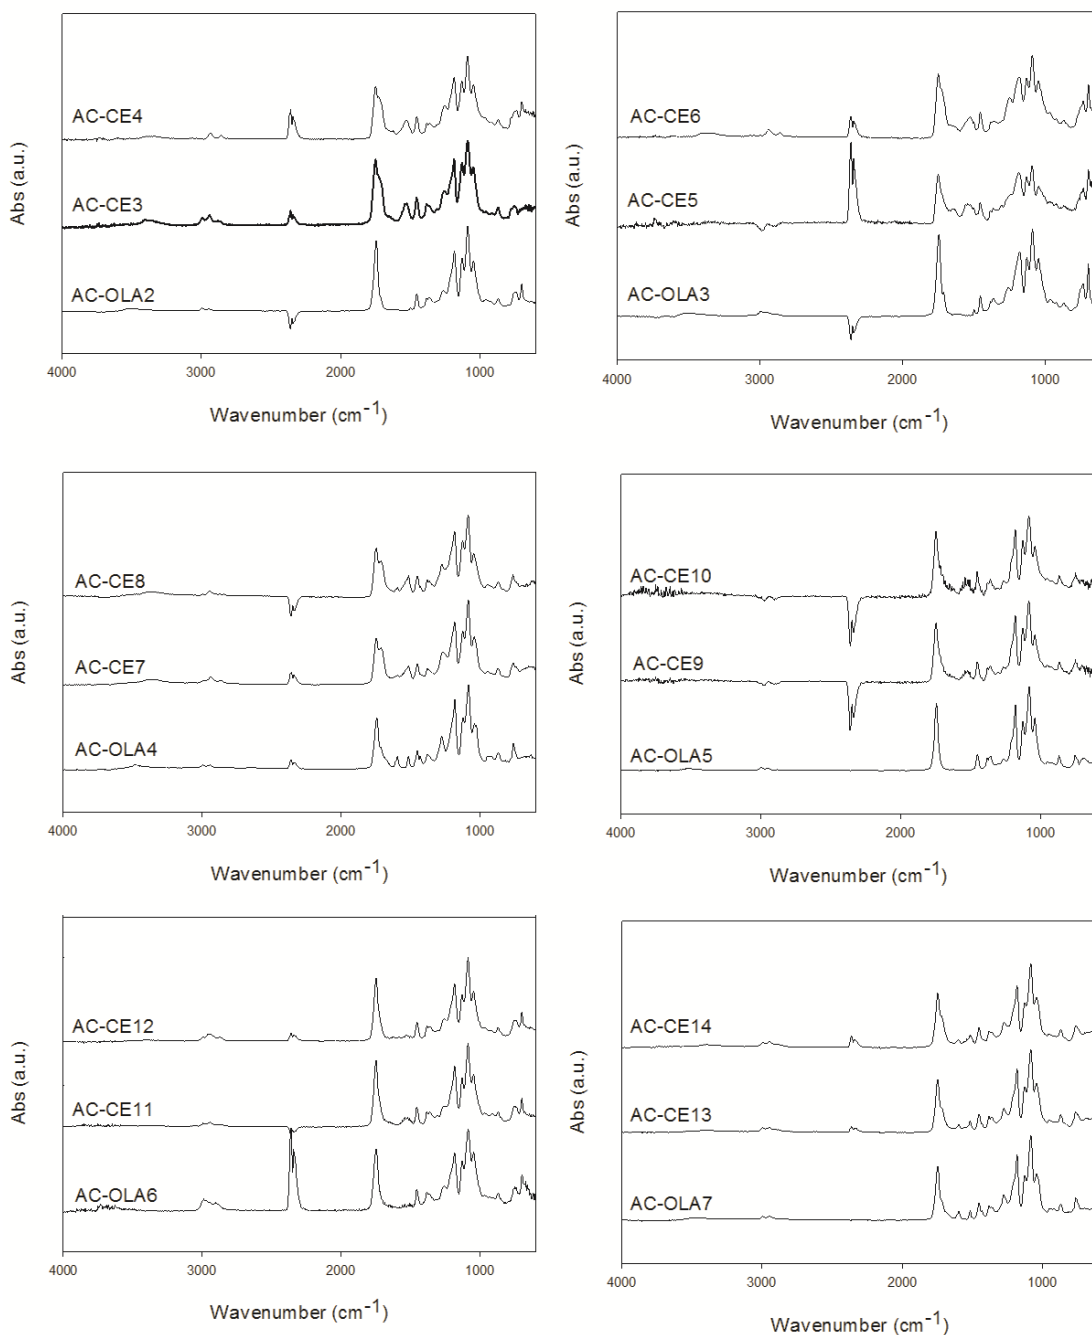 AC-CE4
AC-CE3
AC-OLA2
Abs (a.u.)
4000 3000 2000 1000
Wavenumber (cm-1)
AC-CE6
AC-CE5
AC-OLA3
Abs (a.u.)
4000 3000 2000 1000
Wavenumber (cm-1)
AC-CE8
AC-CE7
AC-OLA4
Abs (a.u.)
4000 3000 2000 1000
Wavenumber (cm-1)
AC-CE10
AC-CE9
AC-OLA5
Abs (a.u.)
4000 3000 2000 1000
Wavenumber (cm-1)
AC-CE12
AC-CE11
AC-OLA6
Abs (a.u.)
4000 3000 2000 1000
Wavenumber (cm-1)
AC-CE14
AC-CE13
AC-OLA7
Abs (a.u.)
4000 3000 2000 1000
Wavenumber (cm-1)